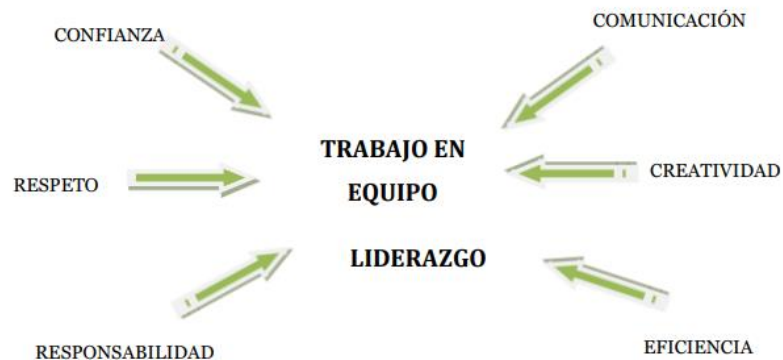 CONFIANZA
COMUNICACIÓN
TRABAJO EN
EQUIPO
RESPETO
CREATIVIDAD
LIDERAZGO
RESPONSABILIDAD
EFICIENCIA